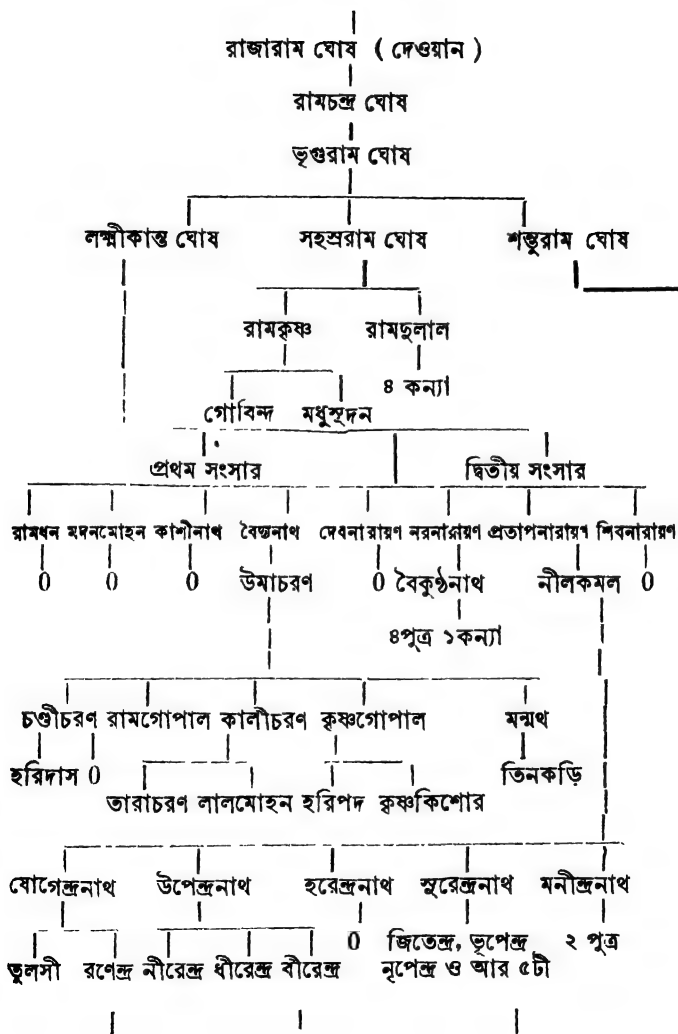 রাজারাম ঘোষ ( দেওয়ান )
রামচন্দ্র ঘোষ
ভৃগুরাম ঘোষ
লক্ষ্মীকান্ত ঘোষ সহস্ররাম ঘোষ শম্ভুরাম ঘোষ
রামকৃষ্ণ রামদুলাল
৪ কন্যা
গোবিন্দ মধুসূদন
প্রথম সংসার দ্বিতীয় সংসার
রামধন মদনমোহন কাশীনাথ বৈদ্যনাথ দেবনারায়ণ নরনারায়ণ প্রতাপনারায়ণ শিবনারায়ণ
0 0 0 উমাচরণ 0 বৈকুণ্ঠনাথ নীলকমল 0
৪পুত্র ১কন্যা
চণ্ডীচরণ রামগোপাল কালীচরণ কৃষ্ণগোপাল মন্মথ
হরিদাস 0 তিনকড়ি
তারাচরণ লালমোহন হরিপদ কৃষ্ণকিশোর
যোগেন্দ্রনাথ উপেন্দ্রনাথ হরেন্দ্রনাথ সুরেন্দ্রনাথ মনীন্দ্রনাথ
0 জিতেন্দ্র, ভূপেন্দ্র ২ পুত্র
তুলসী রণেন্দ্র নীরেন্দ্র ধীরেন্দ্র বীরেন্দ্র নৃপেন্দ্র ও আর ৫টী